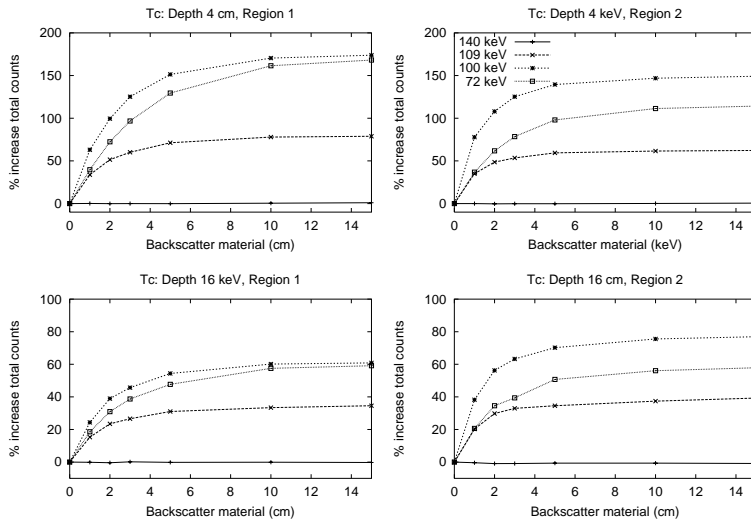 Tc: Depth 4 cm, Region 1
% increase total counts
200
150
100
50
0
0 2 4 6 8 10 12 14
Backscatter material (cm)
Tc: Depth 4 keV, Region 2
% increase total counts
200
150
100
50
0
140 keV
109 keV
100 keV
72 keV
0 2 4 6 8 10 12 14
Backscatter material (keV)
Tc: Depth 16 keV, Region 1
% increase total counts
100
80
60
40
20
0
0 2 4 6 8 10 12 14
Backscatter material (cm)
Tc: Depth 16 cm, Region 2
% increase total counts
100
80
60
40
20
0
0 2 4 6 8 10 12 14
Backscatter material (cm)